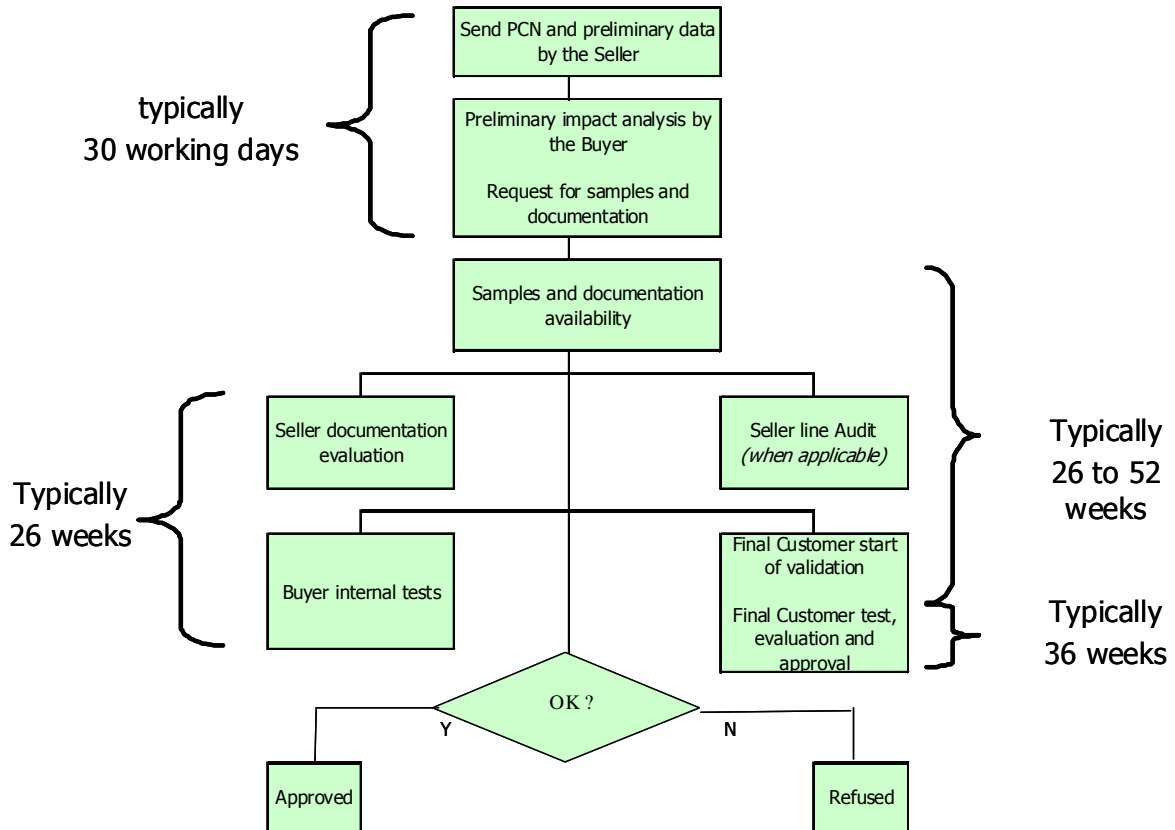 Send PCN and preliminary data
by the Seller
typically
30 working days
Preliminary impact analysis by
the Buyer
Request for samples and
documentation
Samples and documentation
availability
Seller documentation
evaluation
Seller line Audit
(when applicable)
Typically
26 to 52
weeks
Typically
26 weeks
Buyer internal tests
Final Customer start
of validation
Final Customer test,
evaluation and
approval
Typically
36 weeks
OK ?
Y
N
Approved
Refused